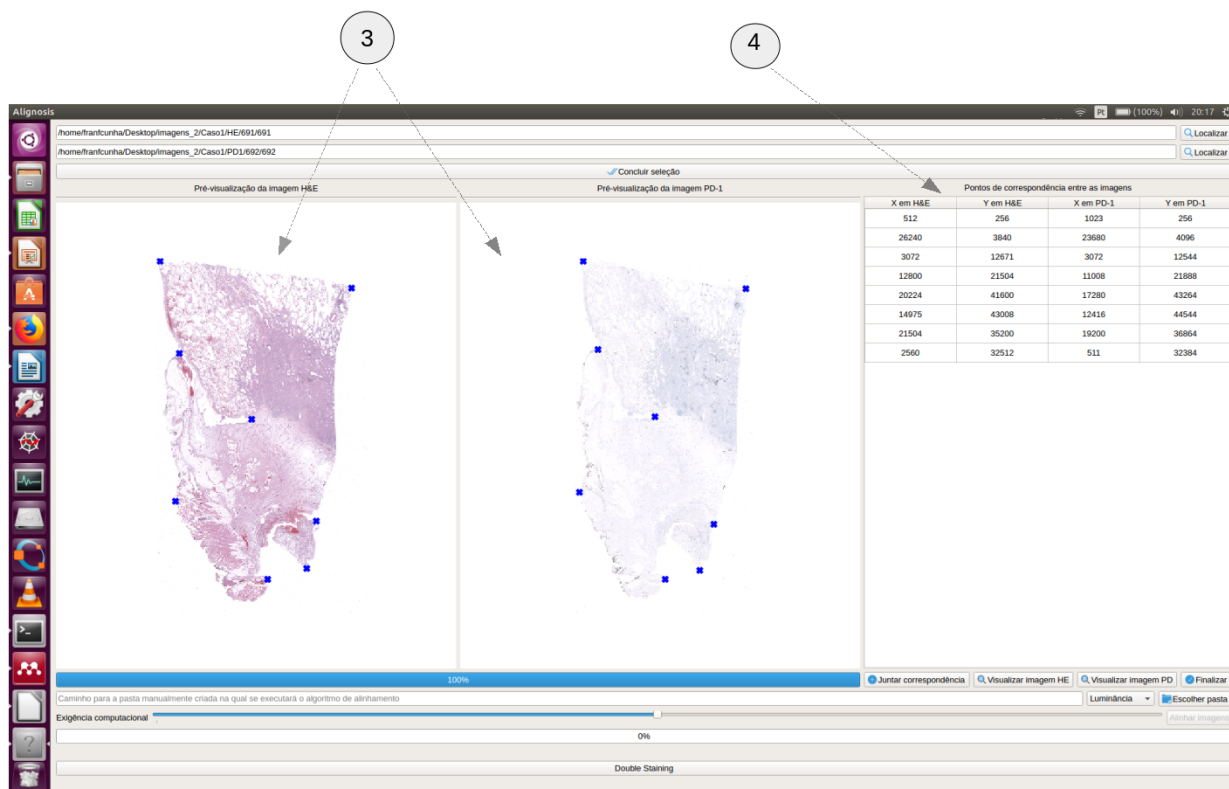 3
4
Alignosis
Pt (100%) 20:17
/home/franfcunha/Desktop/imagens_2/Caso1/HE/691/691
Localizar
/home/franfcunha/Desktop/imagens_2/Caso1/PD1/692/692
Localizar
Concluir seleção
Pré-visualização da imagem H&E
Pré-visualização da imagem PD-1
Pontos de correspondência entre as imagens
X em H&E Y em H&E X em PD-1 Y em PD-1
512 256 1023 256
26240 3840 23680 4096
3072 12671 3072 12544
12800 21504 11008 21888
20224 41600 17280 43264
14975 43008 12416 44544
21504 35200 19200 36864
2560 32512 511 32384
100%
Juntar correspondência Visualizar imagem HE Visualizar imagem PD Finalizar
Caminho para a pasta manualmente criada na qual se executará o algoritmo de alinhamento
Luminância Escolher pasta
Exigência computacional
Alinhar imagens
0%
Double Staining